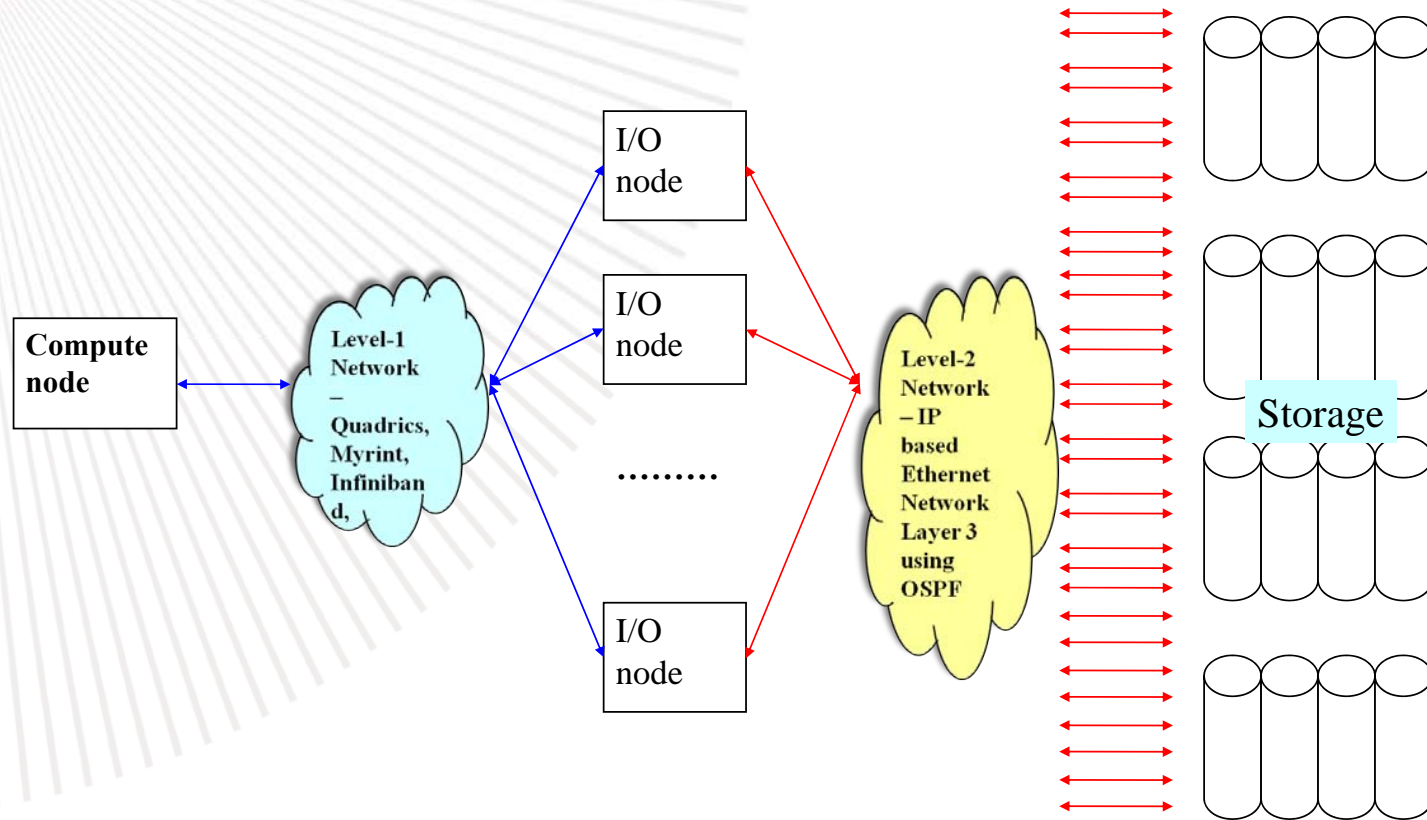 Compute
node
Level-1
Network
–
Quadrics,
Myrint,
Infiniban
d,
I/O
node
I/O
node
………
I/O
node
Level-2
Network
– IP
based
Ethernet
Network
Layer 3
using
OSPF
Storage